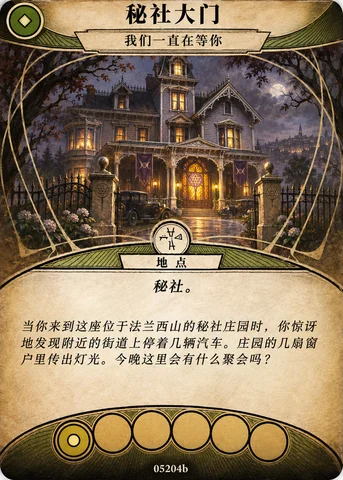 秘社大门
我们一直在等你
地点
秘社。
当你来到这座位于法兰西山的秘社庄园时，你惊讶
地发现附近的街道上停着几辆汽车。庄园的几扇窗
户里传出灯光。今晚这里会有什么聚会吗？
05204b